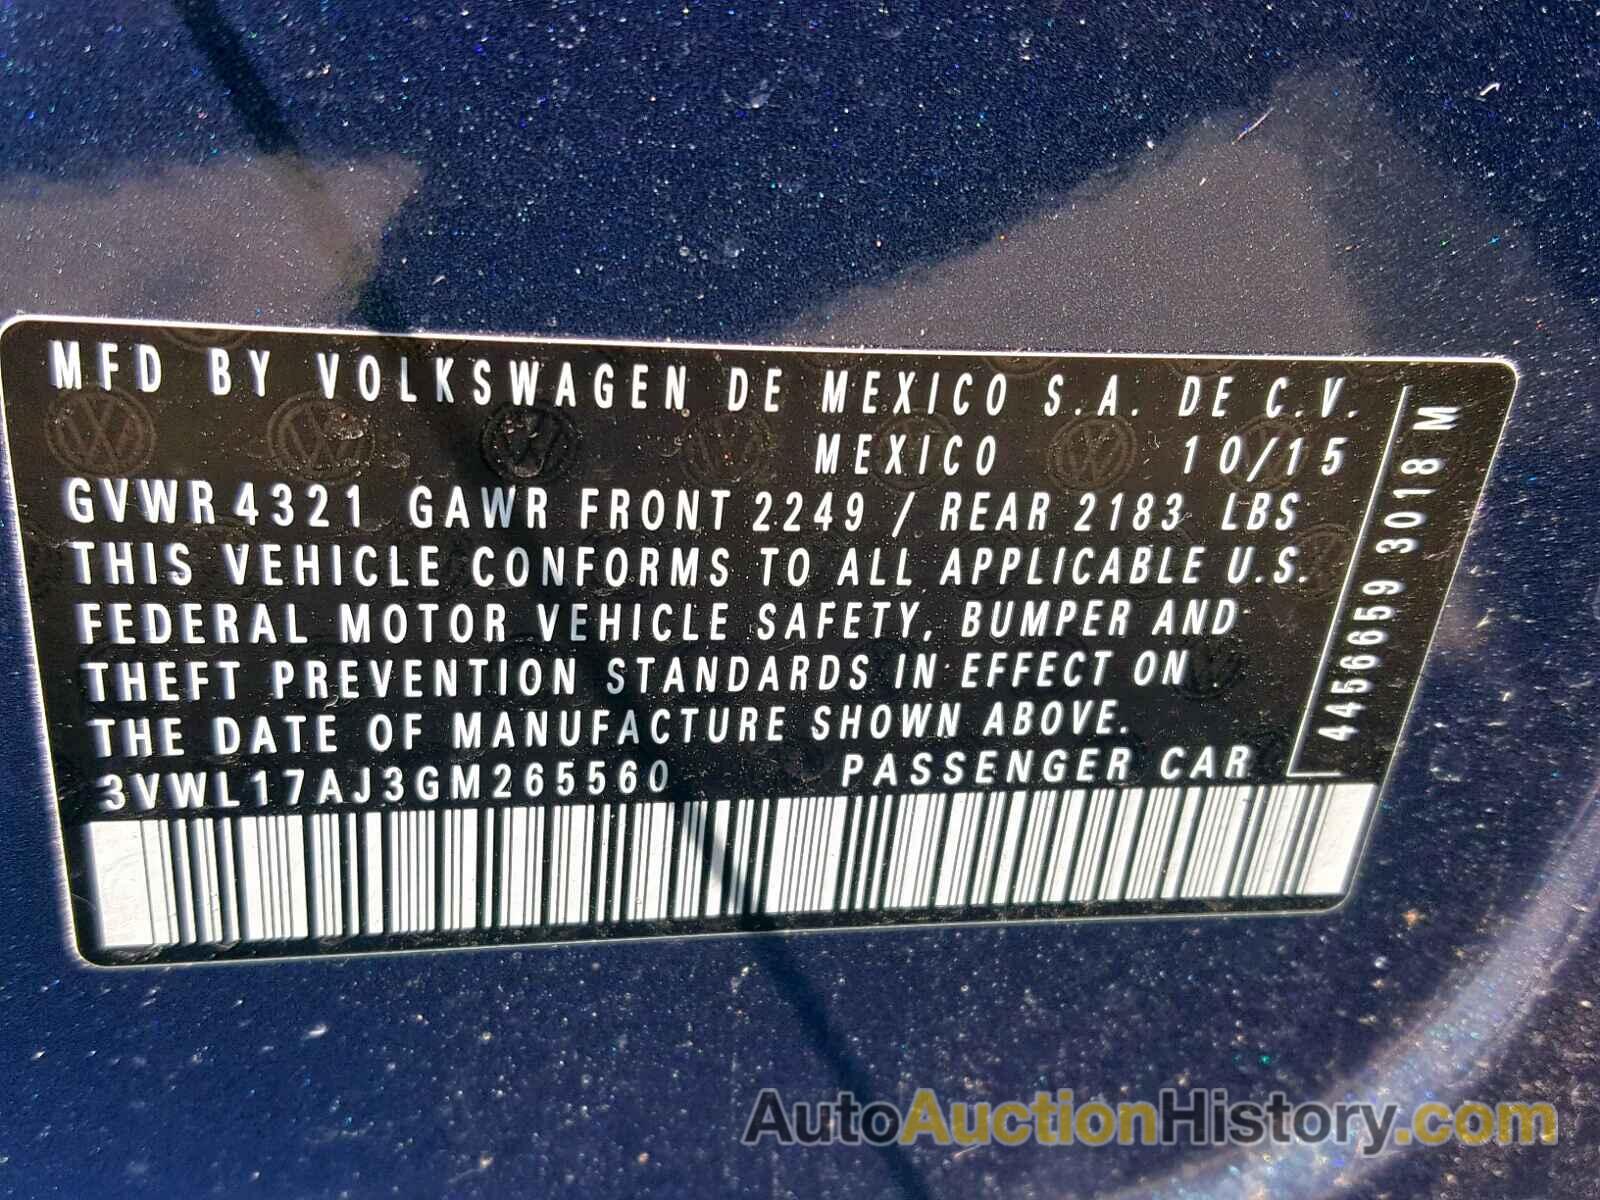 MFD BY VOLKSWAGEN DE MEXICO S.A. DE C.V.
MEXICO 10/15
GVWR 4321 GAWR FRONT 2249 / REAR 2183 LBS
THIS VEHICLE CONFORMS TO ALL APPLICABLE U.S.
FEDERAL MOTOR VEHICLE SAFETY, BUMPER AND
THEFT PREVENTION STANDARDS IN EFFECT ON
THE DATE OF MANUFACTURE SHOWN ABOVE.
3VWL17AJ3GM265560 PASSENGER CAR
4456659 3018 M
AutoAuctionHistory.com